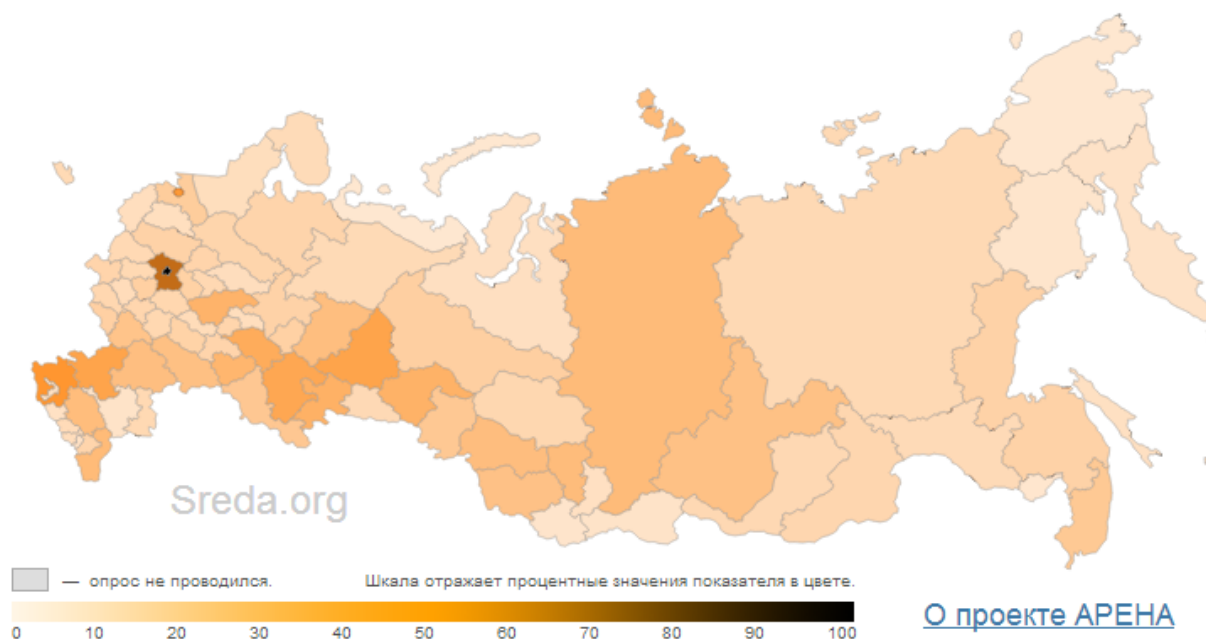 Sreda.org
— опрос не проводился.
Шкала отражает процентные значения показателя в цвете.
0 10 20 30 40 50 60 70 80 90 100
О проекте АРЕНА